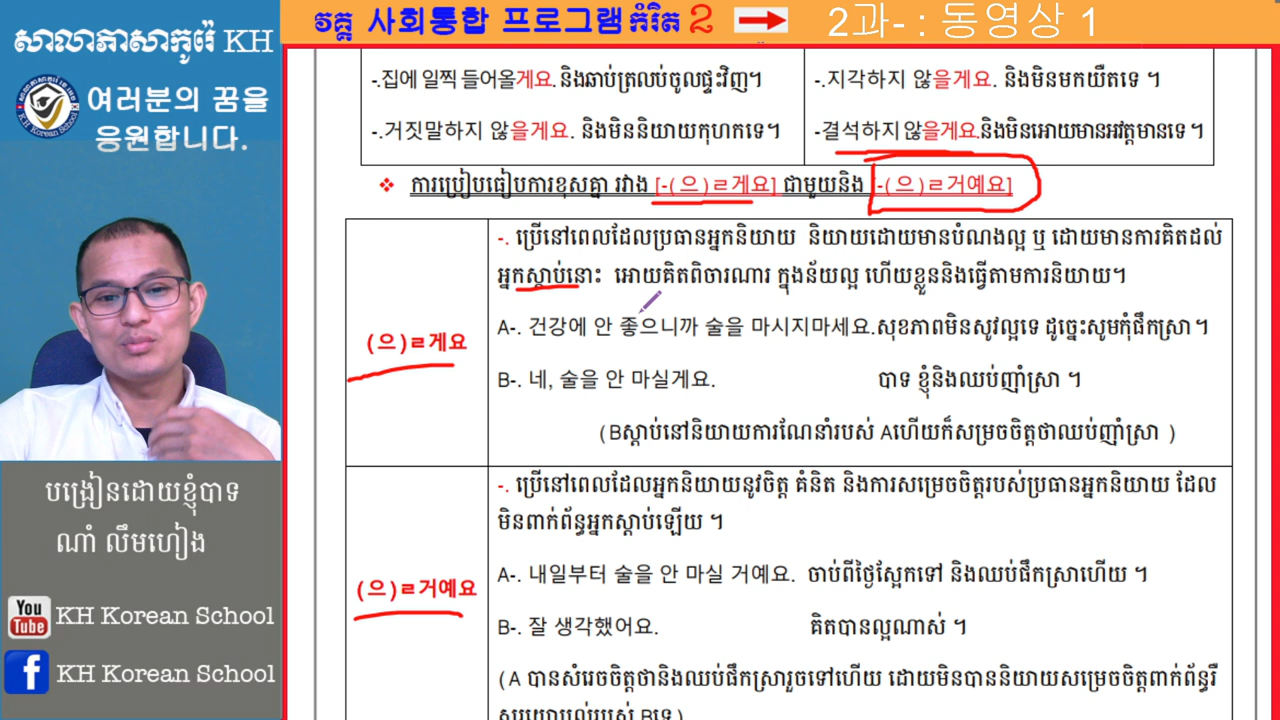 សាលាភាសាកូរ៉េ KH
여러분의 꿈을
응원합니다.
បង្រៀនដោយខ្ញុំបាទ
ណាំ លឹមហៀង
You Tube KH Korean School
f KH Korean School
វគ្គ 사회통합 프로그램 កំរិត 2 2과- : 동영상 1
-.집에 일찍 들어올게요. និងឆាប់ត្រលប់ចូលផ្ទះវិញ។
-.거짓말하지 않을게요. និងមិននិយាយកុហកទេ។
-.지각하지 않을게요. និងមិនមកយឺតទេ ។
-결석하지 않을게요.និងមិនអោយមានអវត្តមានទេ ។
ការប្រៀបធៀបការខុសគ្នា រវាង [-(으)ㄹ게요] ជាមួយនិង [-(으)ㄹ거예요]
(으)ㄹ게요
-. ប្រើនៅពេលដែលប្រធានអ្នកនិយាយ និយាយដោយមានបំណងល្អ ឬ ដោយមានការគិតដល់
អ្នកស្តាប់នោះ អោយគិតពិចារណារ ក្នុងន័យល្អ ហើយខ្លួននិងធ្វើតាមការនិយាយ។
A-. 건강에 안 좋으니까 술을 마시지마세요.សុខភាពមិនសូវល្អទេ ដូច្នេះសូមកុំផឹកស្រា។
B-. 네, 술을 안 마실게요. បាទ ខ្ញុំនិងឈប់ញ៉ាំស្រា ។
(Bស្តាប់នៅនិយាយការណែនាំរបស់ Aហើយក៏សម្រចចិត្តថាឈប់ញ៉ាំស្រា )
(으)ㄹ거예요
-. ប្រើនៅពេលដែលអ្នកនិយាយនូវចិត្ត គំនិត និងការសម្រេចចិត្តរបស់ប្រធានអ្នកនិយាយ ដែល
មិនពាក់ព័ន្ធអ្នកស្តាប់ឡើយ ។
A-. 내일부터 술을 안 마실 거예요. ចាប់ពីថ្ងៃស្អែកទៅ និងឈប់ផឹកស្រាហើយ ។
B-. 잘 생각했어요. គិតបានល្អណាស់ ។
(A បានសំរេចចិត្តថានិងឈប់ផឹកស្រារួចទៅហើយ ដោយមិនបាននិយាយសម្រេចចិត្តពាក់ព័ន្ធរឺ